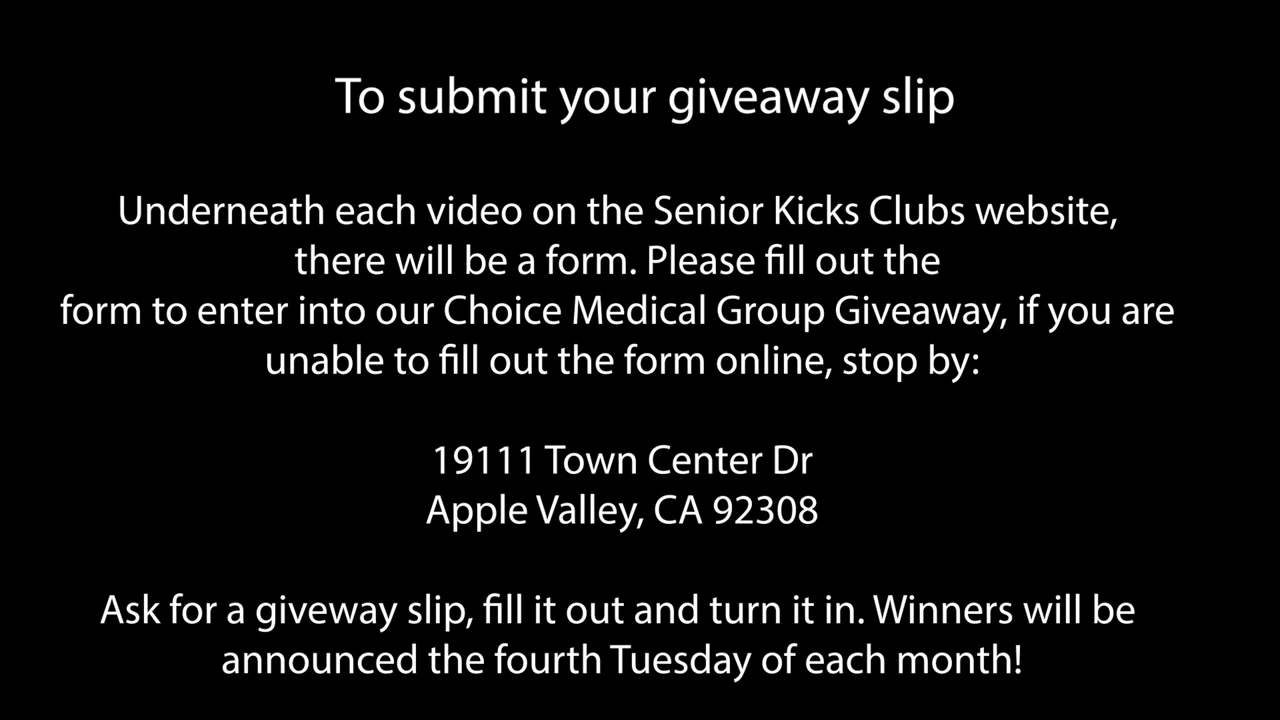 To submit your giveaway slip
Underneath each video on the Senior Kicks Clubs website,
there will be a form. Please fill out the
form to enter into our Choice Medical Group Giveaway, if you are
unable to fill out the form online, stop by:
19111 Town Center Dr
Apple Valley, CA 92308
Ask for a giveway slip, fill it out and turn it in. Winners will be
announced the fourth Tuesday of each month!